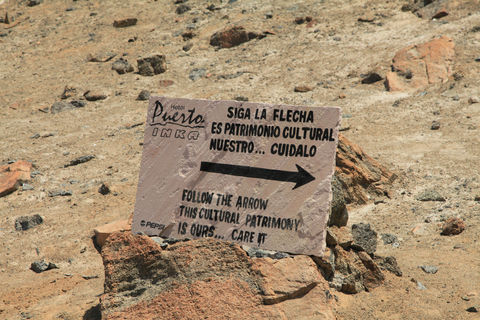 Hotel
Puerto
INKA
SIGA LA FLECHA
ES PATRIMONIO CULTURAL
NUESTRO... CUIDALO
FOLLOW THE ARROW
THIS CULTURAL PATRIMONY
IS OURS... CARE IT
PEPSI